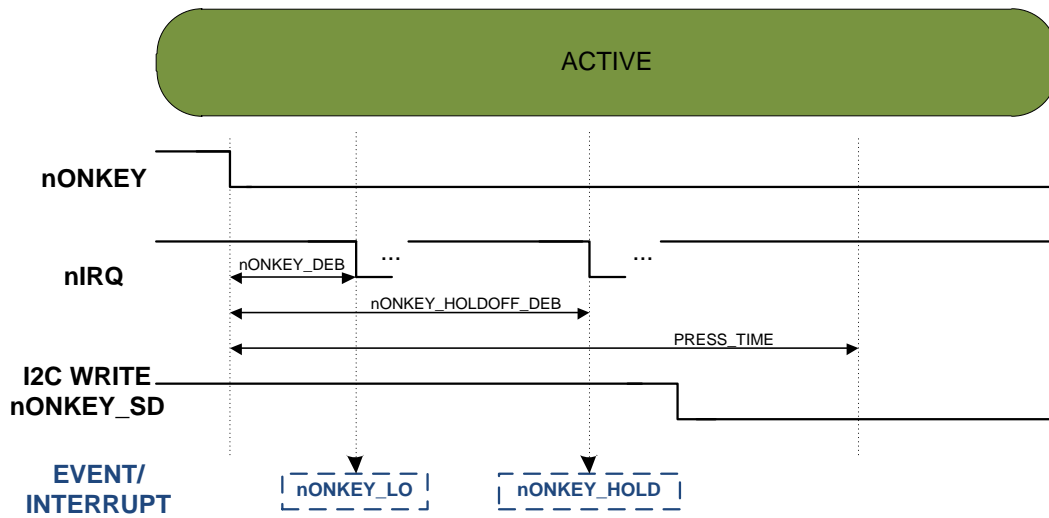 ACTIVE
nONKEY
nIRQ
...
...
nONKEY_DEB
nONKEY_HOLDOFF_DEB
PRESS_TIME
I2C WRITE
nONKEY_SD
EVENT/
INTERRUPT
nONKEY_LO
nONKEY_HOLD